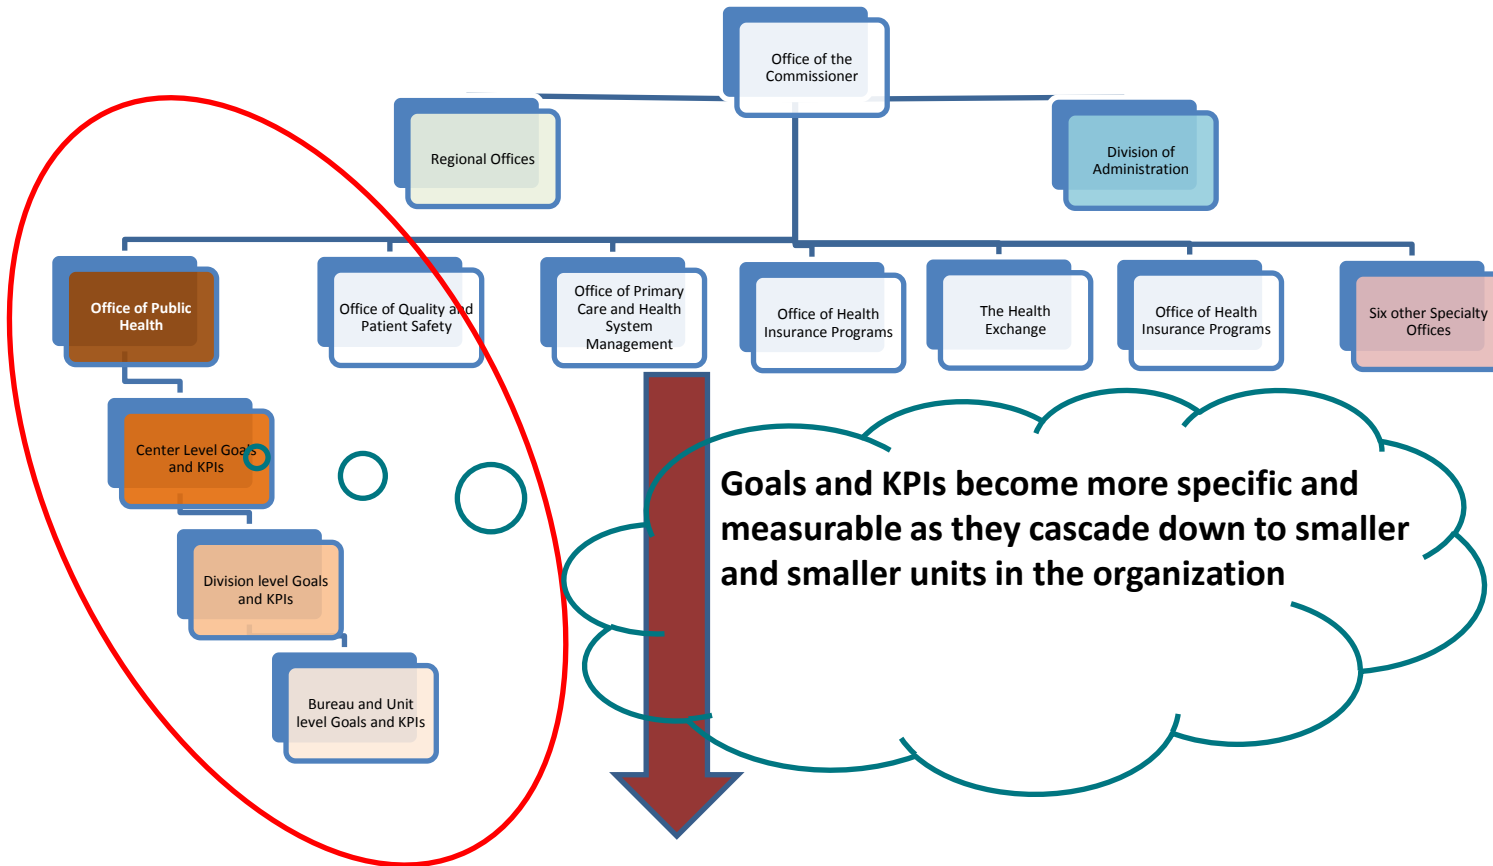 Office of the
Commissioner
Regional Offices
Division of
Administration
Office of Public
Health
Office of Quality and
Patient Safety
Office of Primary
Care and Health
System
Management
Office of Health
Insurance Programs
The Health
Exchange
Office of Health
Insurance Programs
Six other Specialty
Offices
Center Level Goals
and KPIs
Division level Goals
and KPIs
Bureau and Unit
level Goals and KPIs
Goals and KPIs become more specific and
measurable as they cascade down to smaller
and smaller units in the organization